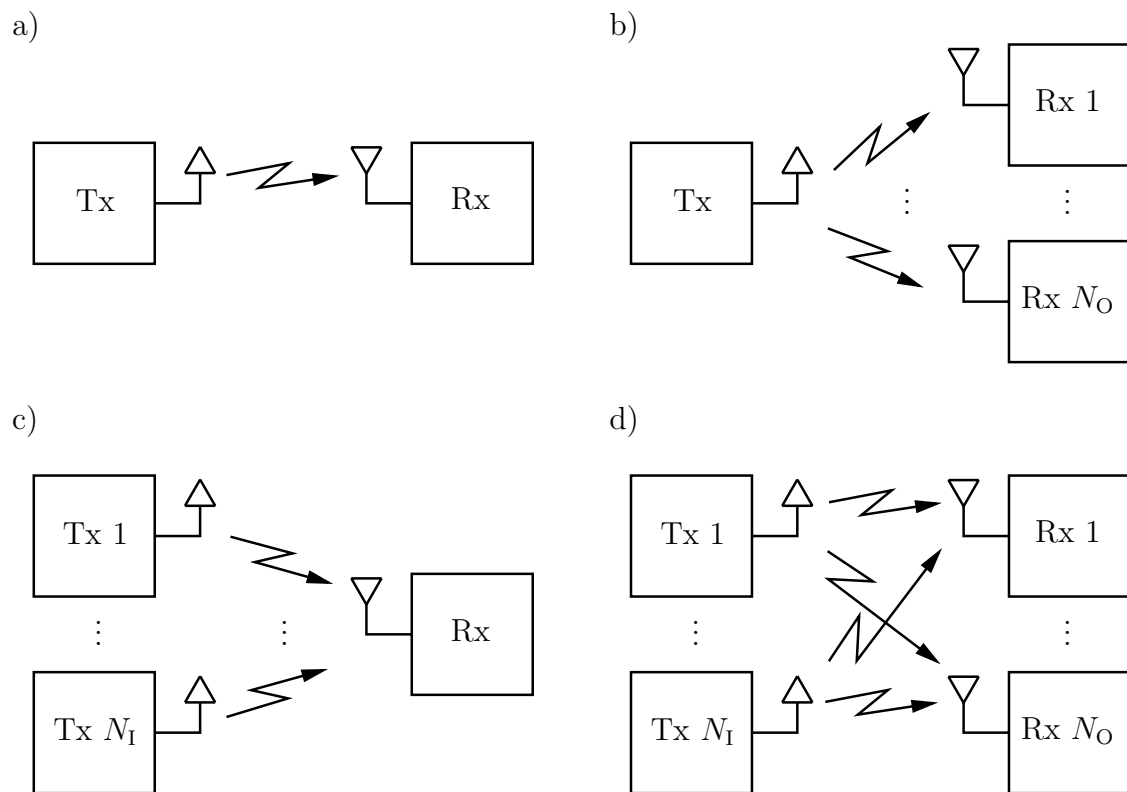 a)
Tx
Rx
b)
Tx
Rx 1
⋮
⋮
Rx N_O
c)
Tx 1
⋮
⋮
Tx N_I
Rx
d)
Tx 1
Rx 1
⋮
⋮
Tx N_I
Rx N_O